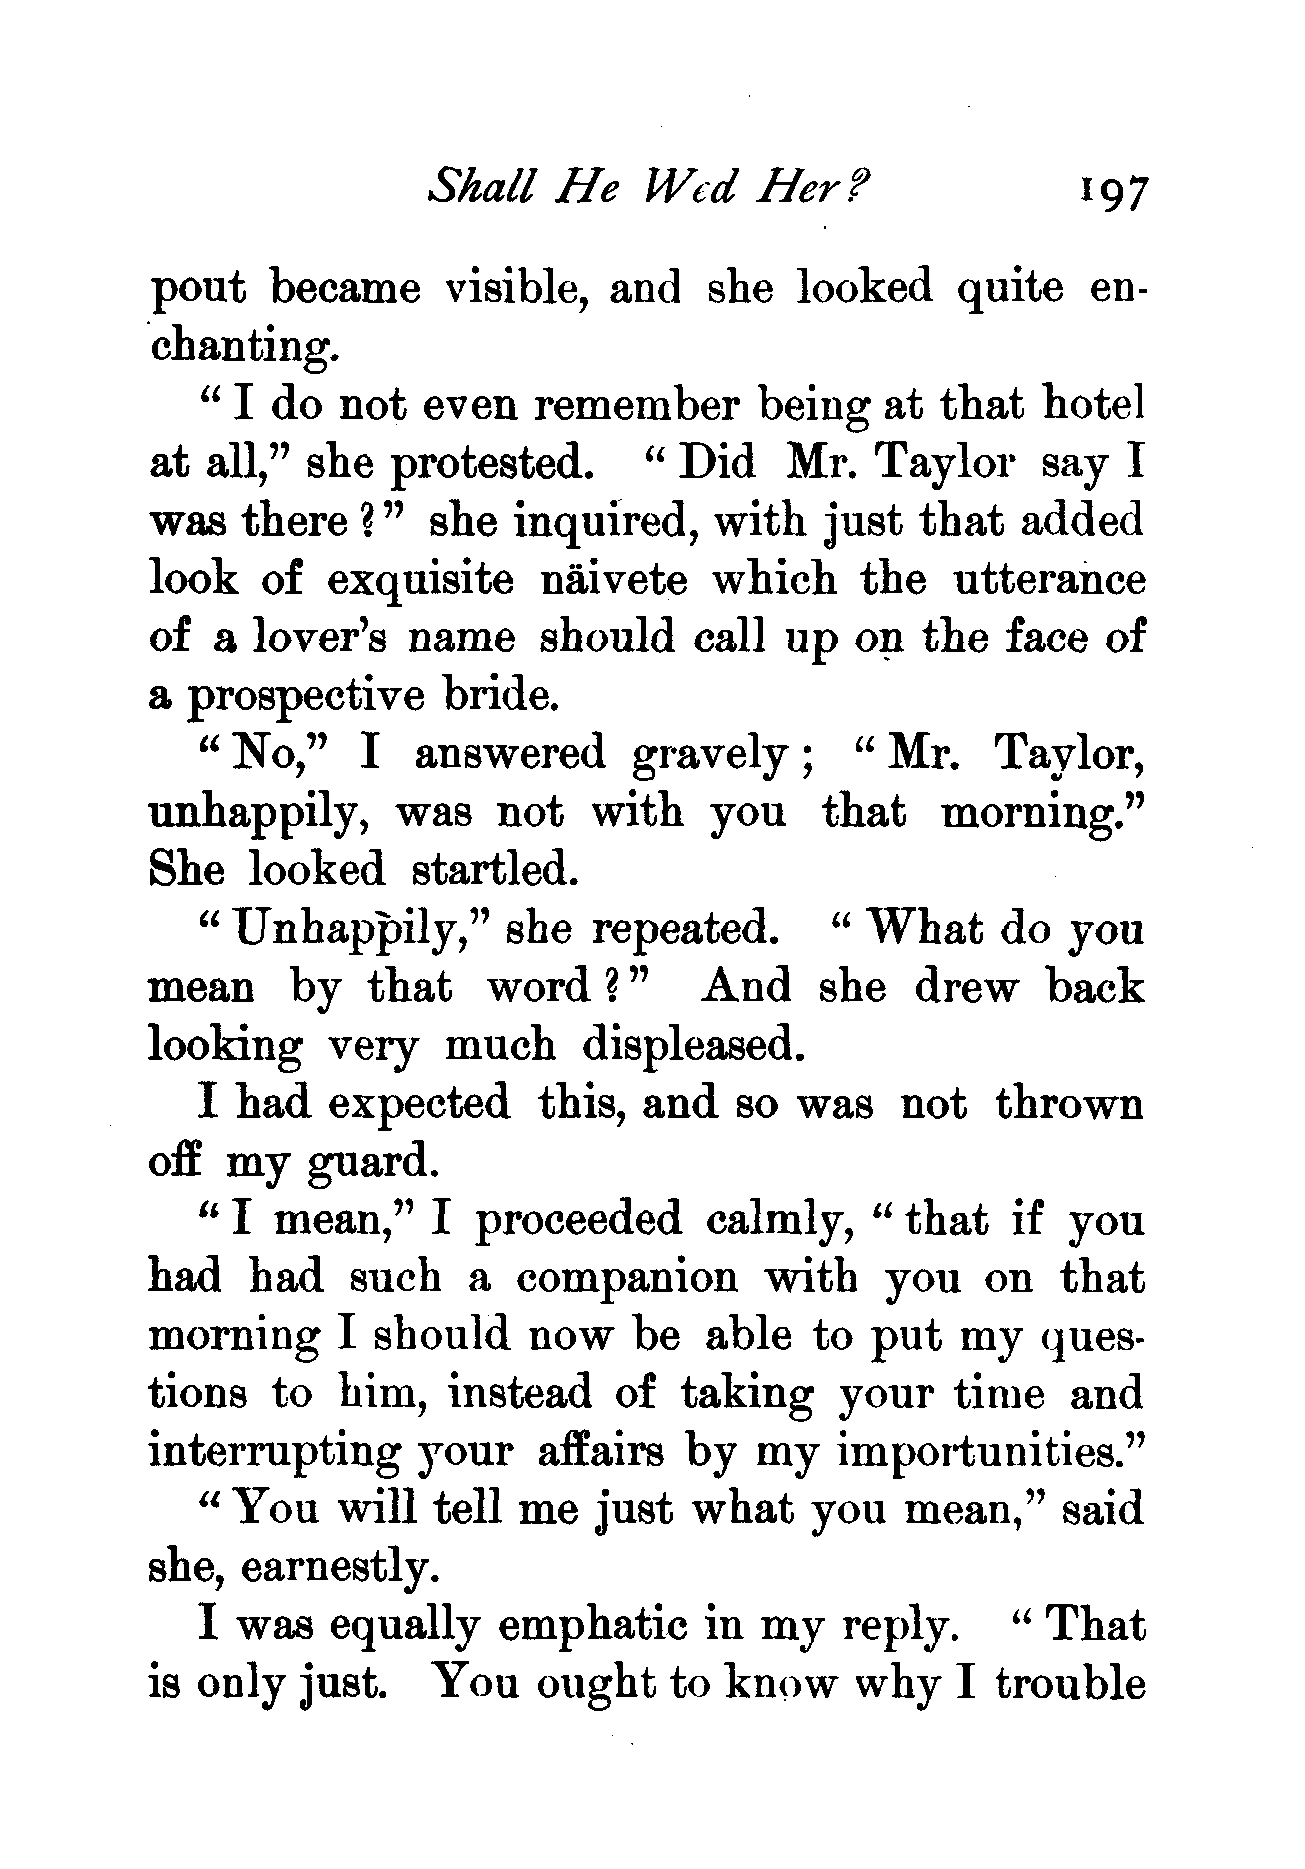 Shall He Wed Her? 197
pout became visible, and she looked quite en-
chanting.
“ I do not even remember being at that hotel
at all,” she protested. “ Did Mr. Taylor say I
was there ? ” she inquired, with just that added
look of exquisite näivete which the utterance
of a lover’s name should call up on the face of
a prospective bride.
“ No,” I answered gravely ; “ Mr. Taylor,
unhappily, was not with you that morning.”
She looked startled.
“ Unhappily,” she repeated. “ What do you
mean by that word ? ” And she drew back
looking very much displeased.
I had expected this, and so was not thrown
off my guard.
“ I mean,” I proceeded calmly, “ that if you
had had such a companion with you on that
morning I should now be able to put my ques-
tions to him, instead of taking your time and
interrupting your affairs by my importunities.”
“ You will tell me just what you mean,” said
she, earnestly.
I was equally emphatic in my reply. “ That
is only just. You ought to know why I trouble